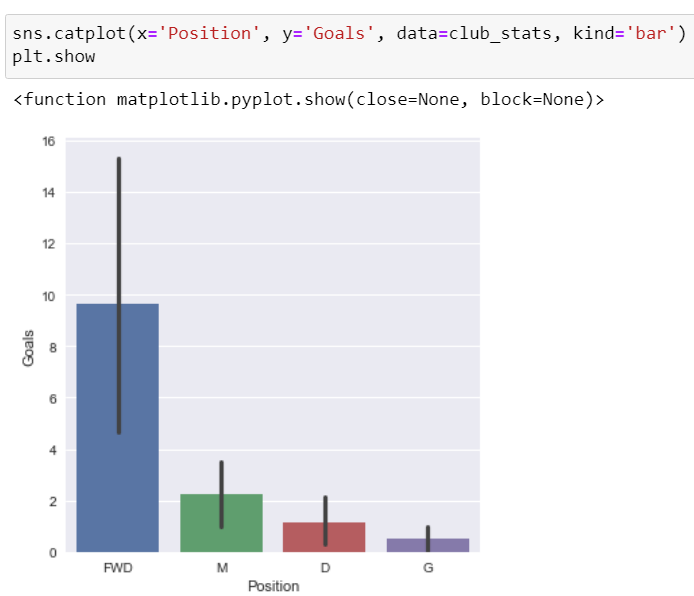 sns.catplot(x='Position', y='Goals', data=club_stats, kind='bar')
plt.show
<function matplotlib.pyplot.show(close=None, block=None)>
16
14
12
10
8
6
4
2
0
Goals
FWD M D G
Position